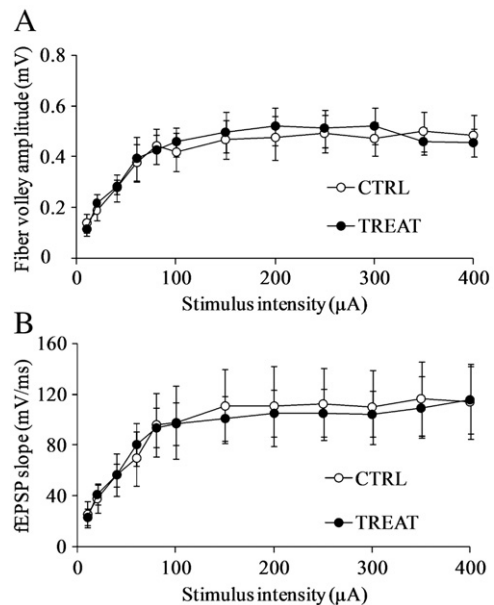 A
Fiber volley amplitude (mV)
0.8
0.6
0.4
0.2
0
CTRL
TREAT
0 100 200 300 400
Stimulus intensity (µA)
B
fEPSP slope (mV/ms)
160
120
80
40
0
CTRL
TREAT
0 100 200 300 400
Stimulus intensity (µA)